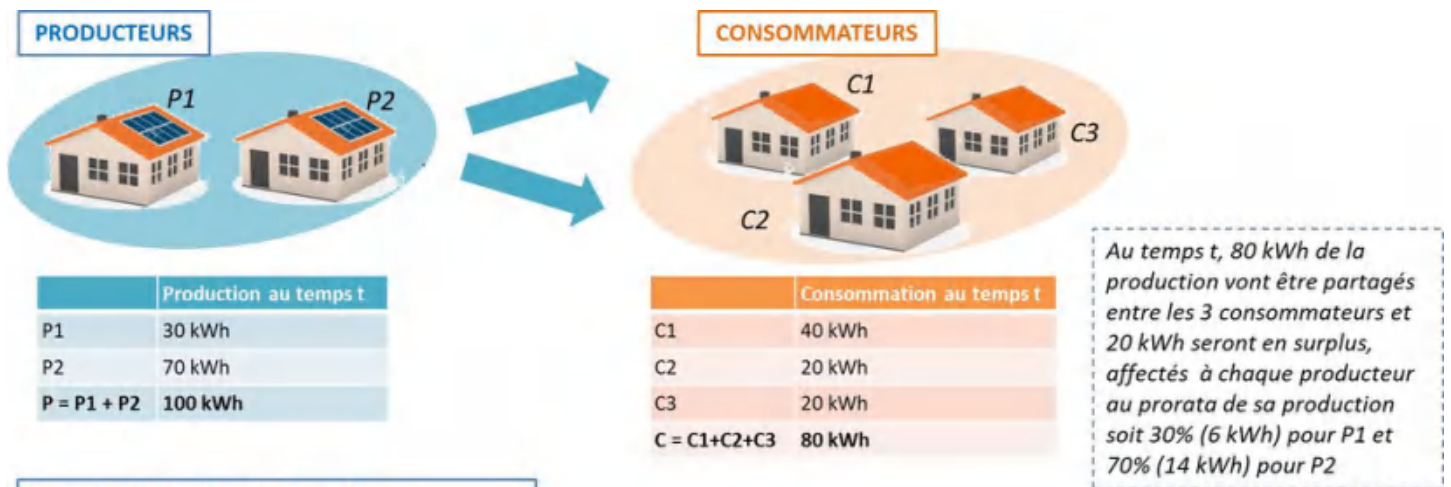 PRODUCTEURS
P1
P2
Production au temps t
P1 30 kWh
P2 70 kWh
P = P1 + P2 100 kWh
CONSOMMATEURS
C1
C3
C2
Consommation au temps t
C1 40 kWh
C2 20 kWh
C3 20 kWh
C = C1+C2+C3 80 kWh
Au temps t, 80 kWh de la
production vont être partagés
entre les 3 consommateurs et
20 kWh seront en surplus,
affectés à chaque producteur
au prorata de sa production
soit 30% (6 kWh) pour P1 et
70% (14 kWh) pour P2